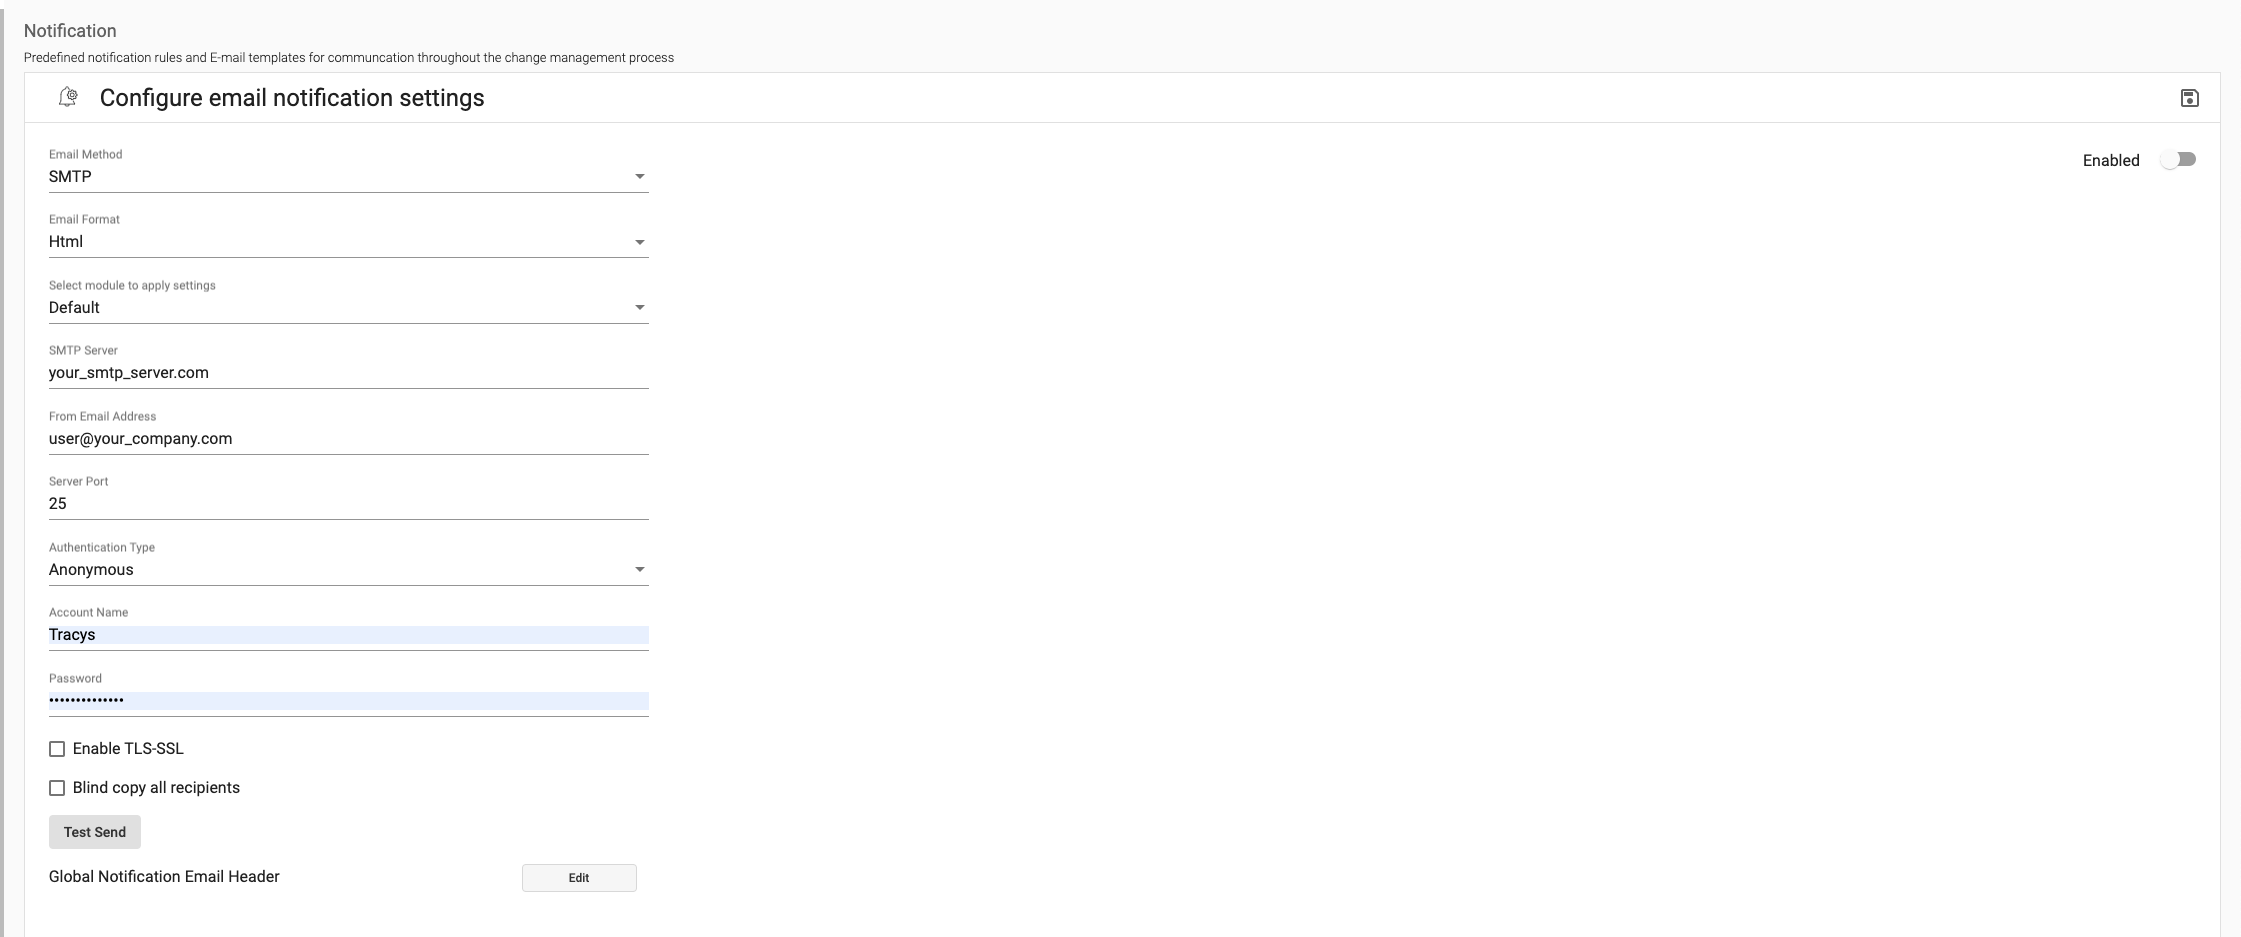 Notification
Predefined notification rules and E-mail templates for communcation throughout the change management process
Configure email notification settings
Email Method
SMTP
Enabled
Email Format
Html
Select module to apply settings
Default
SMTP Server
your_smtp_server.com
From Email Address
user@your_company.com
Server Port
25
Authentication Type
Anonymous
Account Name
Tracys
Password
••••••••••••••
Enable TLS-SSL
Blind copy all recipients
Test Send
Global Notification Email Header
Edit